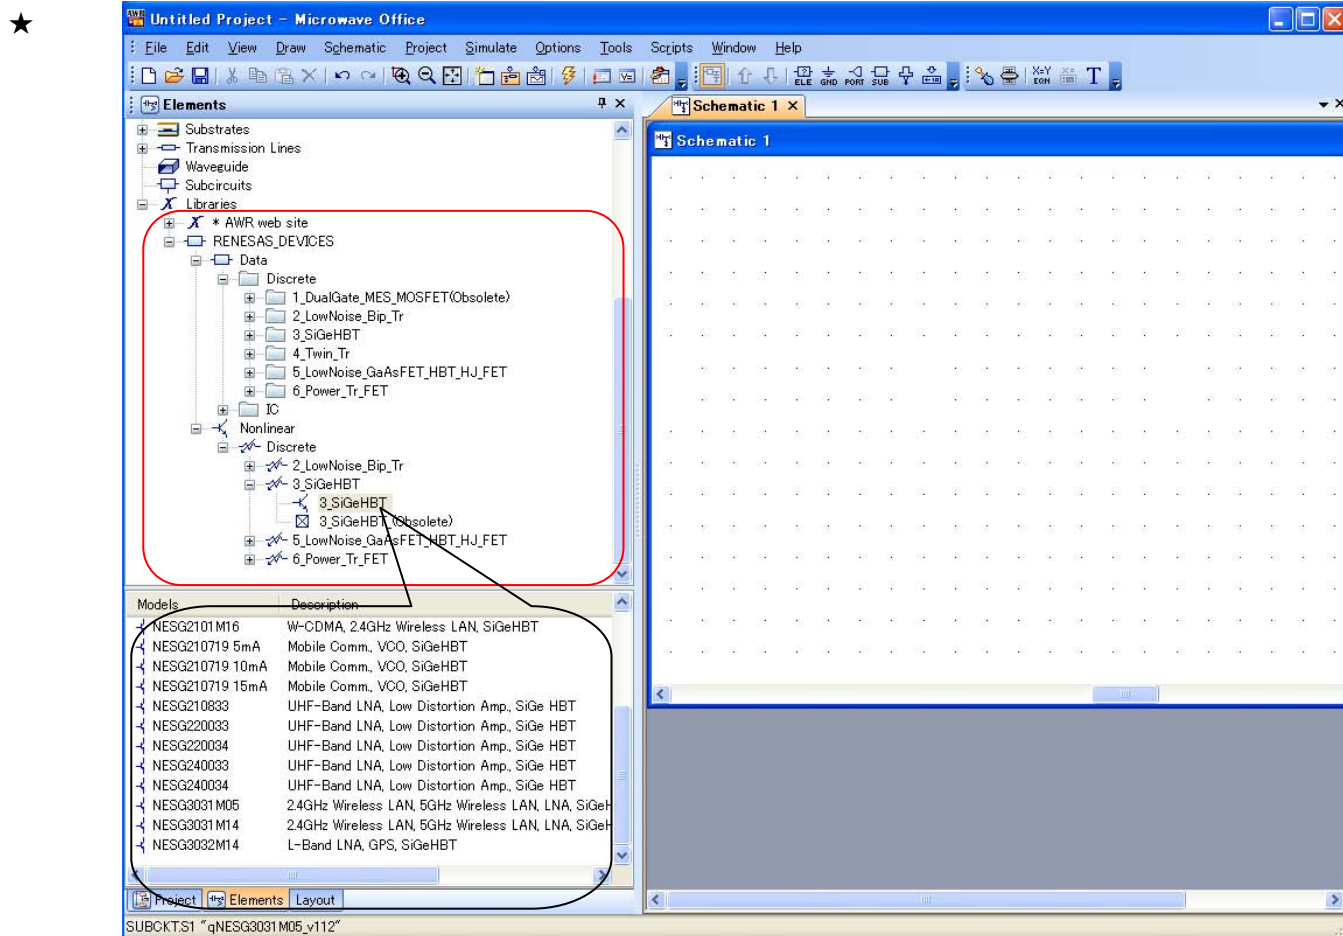 ★
Untitled Project - Microwave Office
File Edit View Draw Schematic Project Simulate Options Tools Scripts Window Help
ELE GND PORT SUB X=Y EQN T
Elements
Schematic 1
Substrates
Transmission Lines
Waveguide
Subcircuits
Libraries
* AWR web site
RENESAS_DEVICES
Data
Discrete
1_DualGate_MES_MOSFET(Obsolete)
2_LowNoise_Bip_Tr
3_SiGeHBT
4_Twin_Tr
5_LowNoise_GaAsFET_HBT_HJ_FET
6_Power_Tr_FET
IC
Nonlinear
Discrete
2_LowNoise_Bip_Tr
3_SiGeHBT
3_SiGeHBT
3_SiGeHBT_(Obsolete)
5_LowNoise_GaAsFET_HBT_HJ_FET
6_Power_Tr_FET
Schematic 1
Models Description
NESG2101M16 W-CDMA, 2.4GHz Wireless LAN, SiGeHBT
NESG210719 5mA Mobile Comm., VCO, SiGeHBT
NESG210719 10mA Mobile Comm., VCO, SiGeHBT
NESG210719 15mA Mobile Comm., VCO, SiGeHBT
NESG210833 UHF-Band LNA, Low Distortion Amp., SiGe HBT
NESG220033 UHF-Band LNA, Low Distortion Amp., SiGe HBT
NESG220034 UHF-Band LNA, Low Distortion Amp., SiGe HBT
NESG240033 UHF-Band LNA, Low Distortion Amp., SiGe HBT
NESG240034 UHF-Band LNA, Low Distortion Amp., SiGe HBT
NESG3031M05 2.4GHz Wireless LAN, 5GHz Wireless LAN, LNA, SiGeH
NESG3031M14 2.4GHz Wireless LAN, 5GHz Wireless LAN, LNA, SiGeH
NESG3032M14 L-Band LNA, GPS, SiGeHBT
Project Elements Layout
SUBCKT.S1 "qNESG3031M05_v112"